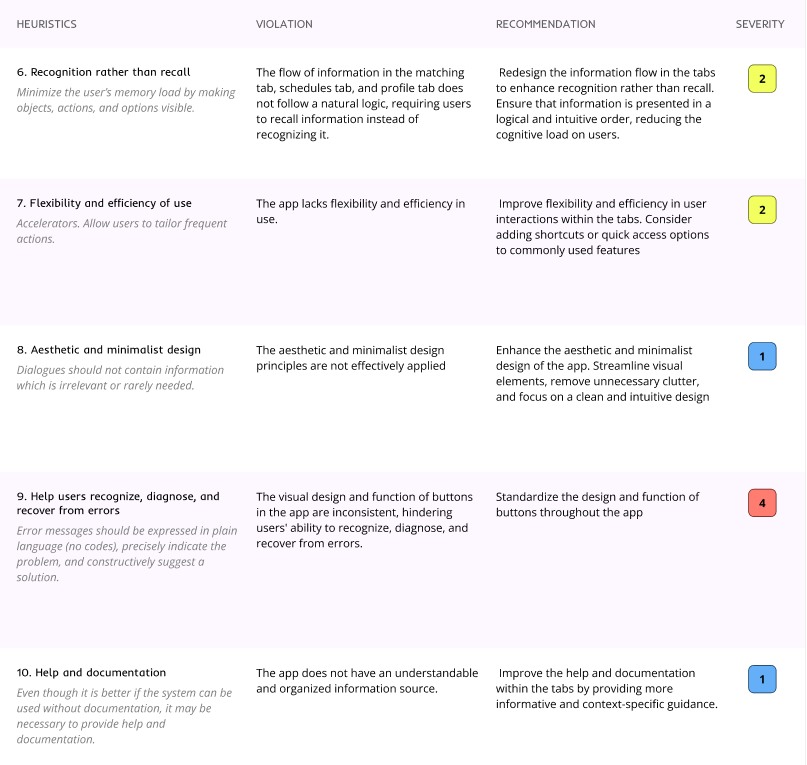 HEURISTICS
VIOLATION
RECOMMENDATION
SEVERITY
6. Recognition rather than recall
Minimize the user's memory load by making
objects, actions, and options visible.
The flow of information in the matching
tab, schedules tab, and profile tab does
not follow a natural logic, requiring users
to recall information instead of
recognizing it.
Redesign the information flow in the tabs
to enhance recognition rather than recall.
Ensure that information is presented in a
logical and intuitive order, reducing the
cognitive load on users.
2
7. Flexibility and efficiency of use
Accelerators. Allow users to tailor frequent
actions.
The app lacks flexibility and efficiency in
use.
Improve flexibility and efficiency in user
interactions within the tabs. Consider
adding shortcuts or quick access options
to commonly used features
2
8. Aesthetic and minimalist design
Dialogues should not contain information
which is irrelevant or rarely needed.
The aesthetic and minimalist design
principles are not effectively applied
Enhance the aesthetic and minimalist
design of the app. Streamline visual
elements, remove unnecessary clutter,
and focus on a clean and intuitive design
1
9. Help users recognize, diagnose, and
recover from errors
Error messages should be expressed in plain
language (no codes), precisely indicate the
problem, and constructively suggest a
solution.
The visual design and function of buttons
in the app are inconsistent, hindering
users' ability to recognize, diagnose, and
recover from errors.
Standardize the design and function of
buttons throughout the app
4
10. Help and documentation
Even though it is better if the system can be
used without documentation, it may be
necessary to provide help and
documentation.
The app does not have an understandable
and organized information source.
Improve the help and documentation
within the tabs by providing more
informative and context-specific guidance.
1